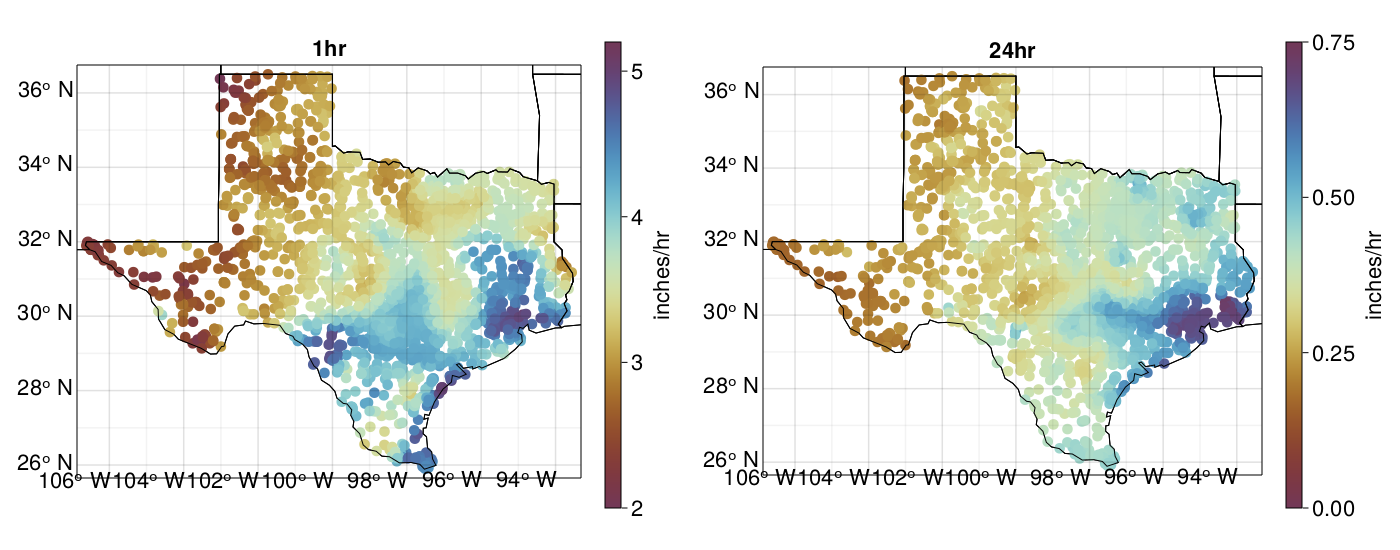 1hr
36° N
34° N
32° N
30° N
28° N
26° N
106° W 104° W 102° W 100° W 98° W 96° W 94° W
5
4
3
2
inches/hr
24hr
36° N
34° N
32° N
30° N
28° N
26° N
106° W 104° W 102° W 100° W 98° W 96° W 94° W
0.75
0.50
0.25
0.00
inches/hr